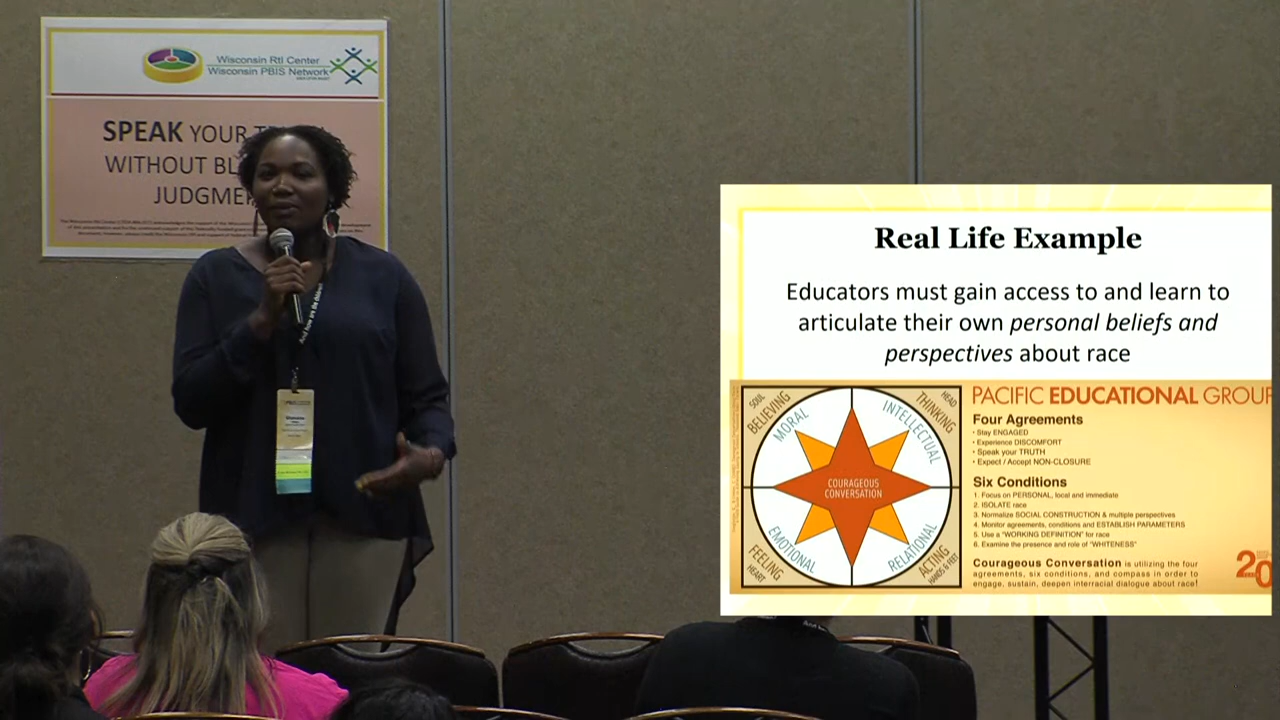 Wisconsin RtI Center
Wisconsin PBIS Network
SPEAK YOUR
WITHOUT
Real Life Example
Educators must gain access to and learn to
articulate their own personal beliefs and
perspectives about race
SOUL
BELIEVING
MORAL
HEAD
THINKING
INTELLECTUAL
COURAGEOUS
CONVERSATION
EMOTIONAL
FEELING
HEART
RELATIONAL
ACTING
HANDS & FEET
PACIFIC EDUCATIONAL GROUP
Four Agreements
• Stay ENGAGED
• Experience DISCOMFORT
• Speak your TRUTH
• Expect / Accept NON-CLOSURE
Six Conditions
1. Focus on PERSONAL, local and immediate
2. ISOLATE race
3. Normalize SOCIAL CONSTRUCTION & multiple perspectives
4. Monitor agreements, conditions and ESTABLISH PARAMETERS
5. Use a "WORKING DEFINITION" for race
6. Examine the presence and role of "WHITENESS"
Courageous Conversation is utilizing the four
agreements, six conditions, and compass in order to
engage, sustain, deepen interracial dialogue about race!
20
And how are the children